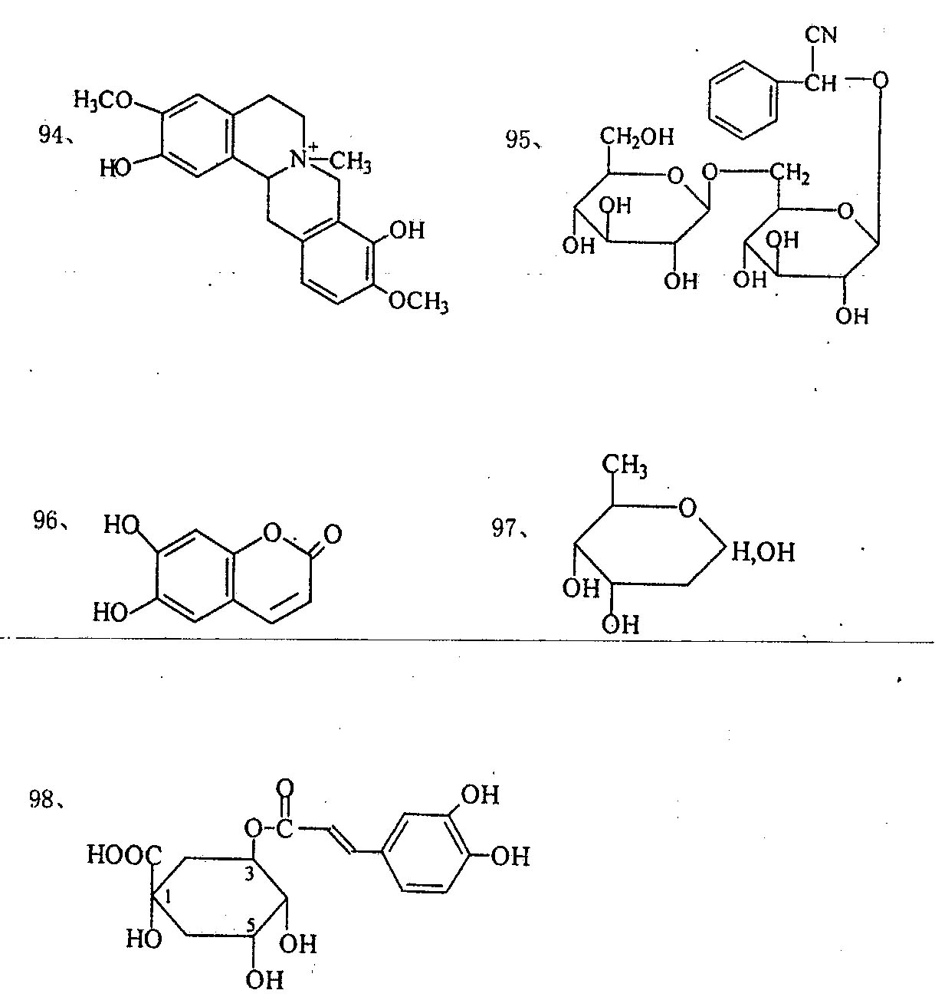 94、
H₃CO
HO
N⁺
CH₃
OH
OCH₃
95、
CN
CH
O
CH₂OH
O
O
CH₂
OH
OH
OH
O
OH
OH
OH
96、
HO
HO
O
O
97、
CH₃
O
H,OH
OH
OH
98、
O
O-C
OH
OH
HOOC
1
3
5
HO
OH
OH